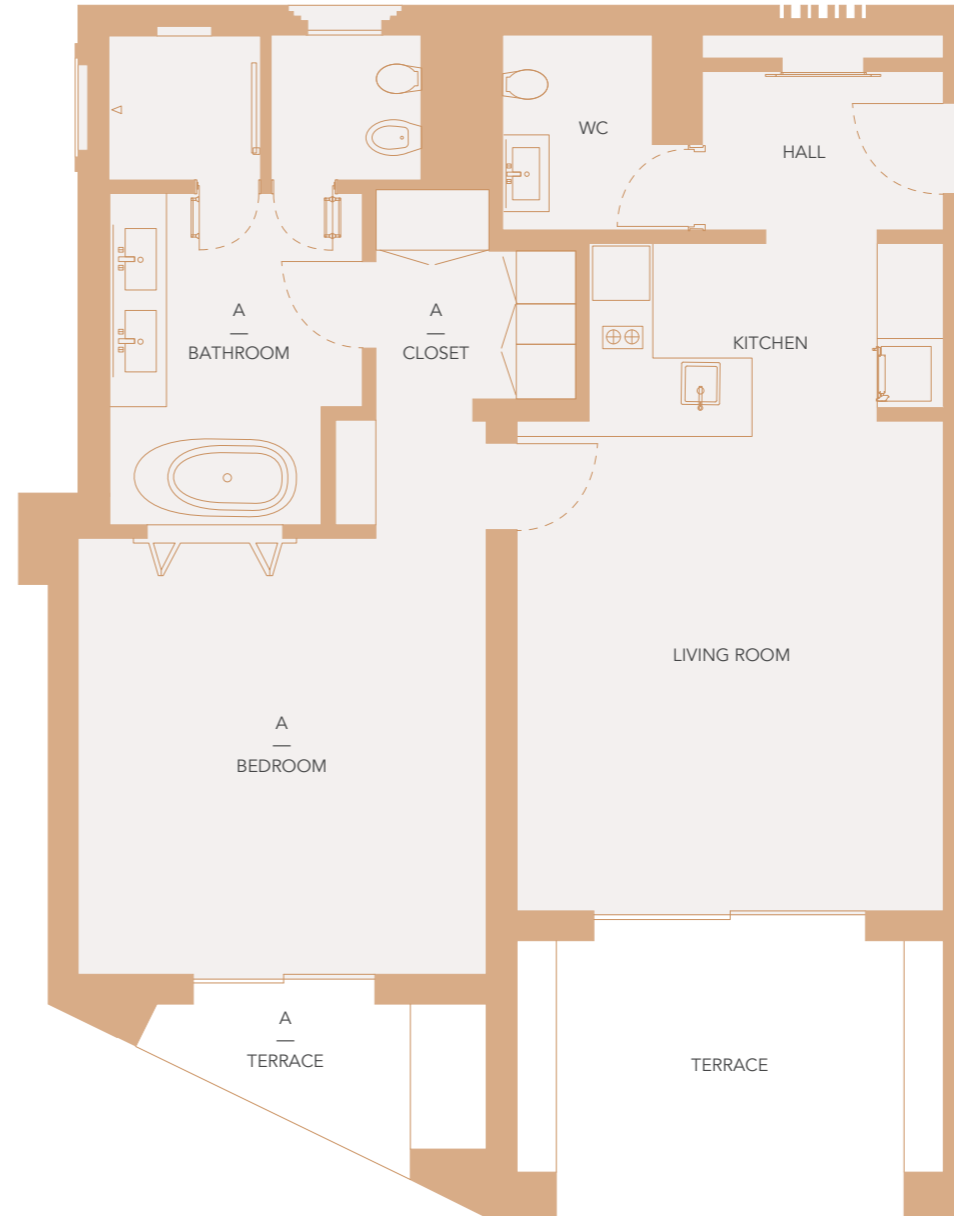 WC
HALL
A
BATHROOM
A
CLOSET
KITCHEN
LIVING ROOM
A
BEDROOM
A
TERRACE
TERRACE